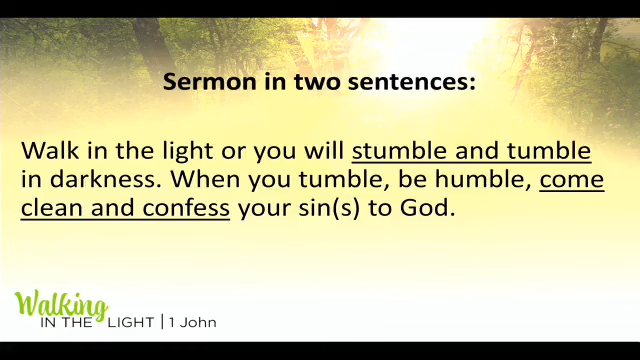 Sermon in two sentences:
Walk in the light or you will stumble and tumble
in darkness. When you tumble, be humble, come
clean and confess your sin(s) to God.
Walking
IN THE LIGHT | 1 John